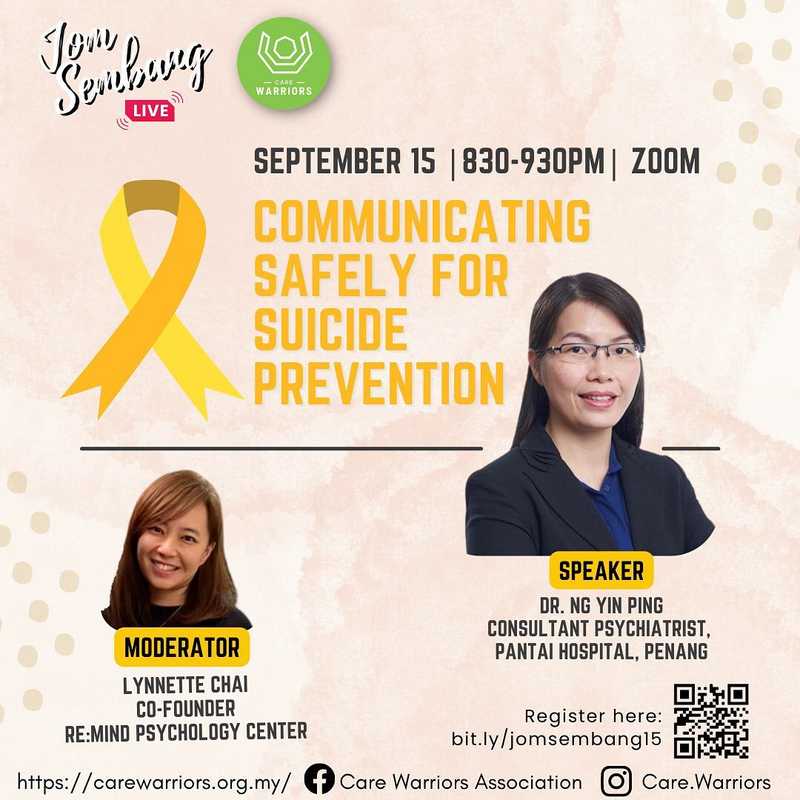 Jom
Sembang
LIVE
CARE
WARRIORS
SEPTEMBER 15 | 830-930PM | ZOOM
COMMUNICATING
SAFELY FOR
SUICIDE
PREVENTION
SPEAKER
DR. NG YIN PING
CONSULTANT PSYCHIATRIST,
PANTAI HOSPITAL, PENANG
MODERATOR
LYNNETTE CHAI
CO-FOUNDER
RE:MIND PSYCHOLOGY CENTER
Register here:
bit.ly/jomsembang15
https://carewarriors.org.my/ Care Warriors Association Care.Warriors